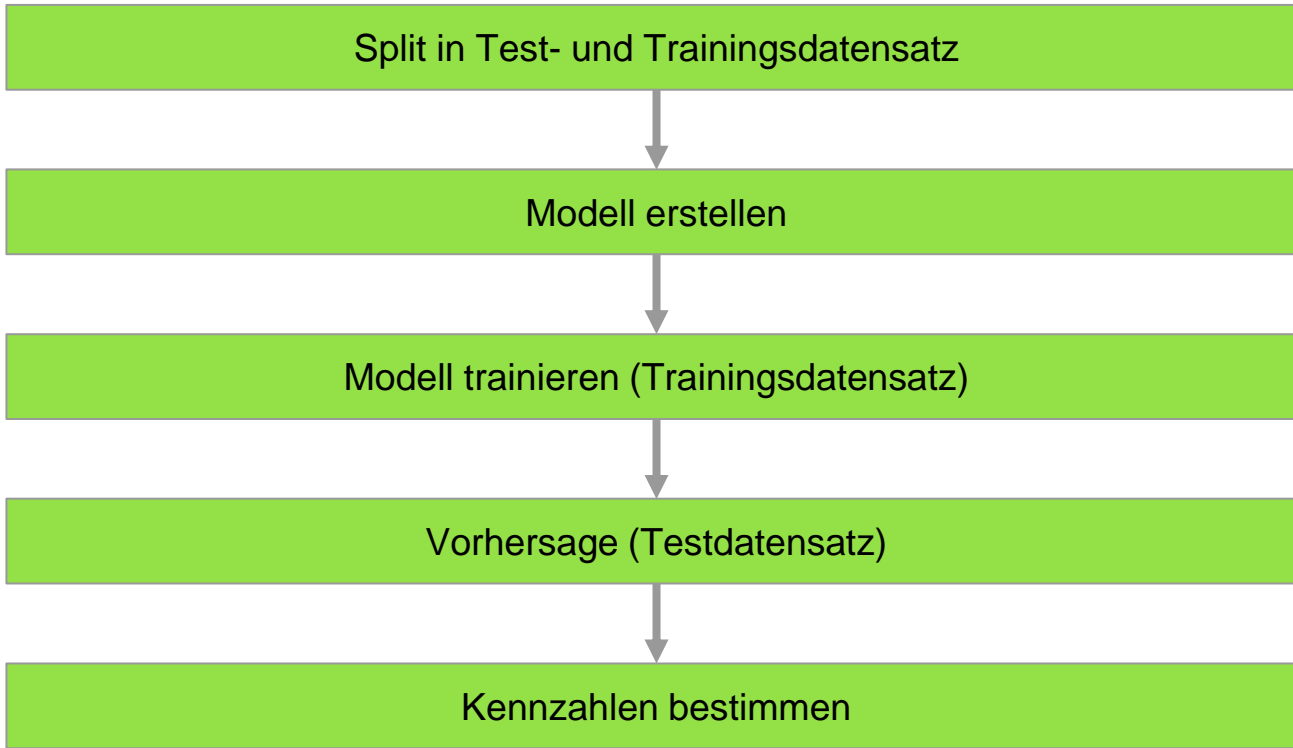 Split in Test- und Trainingsdatensatz
Modell erstellen
Modell trainieren (Trainingsdatensatz)
Vorhersage (Testdatensatz)
Kennzahlen bestimmen